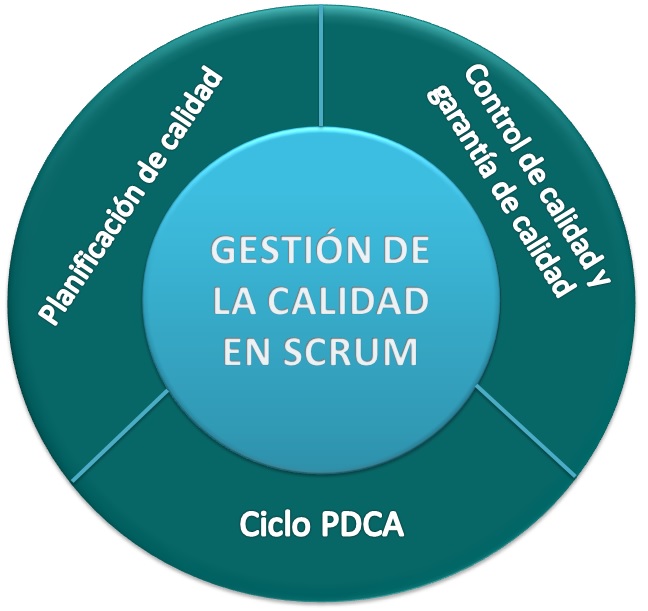 Planificación de calidad
Control de calidad y
garantía de calidad
GESTIÓN DE
LA CALIDAD
EN SCRUM
Ciclo PDCA